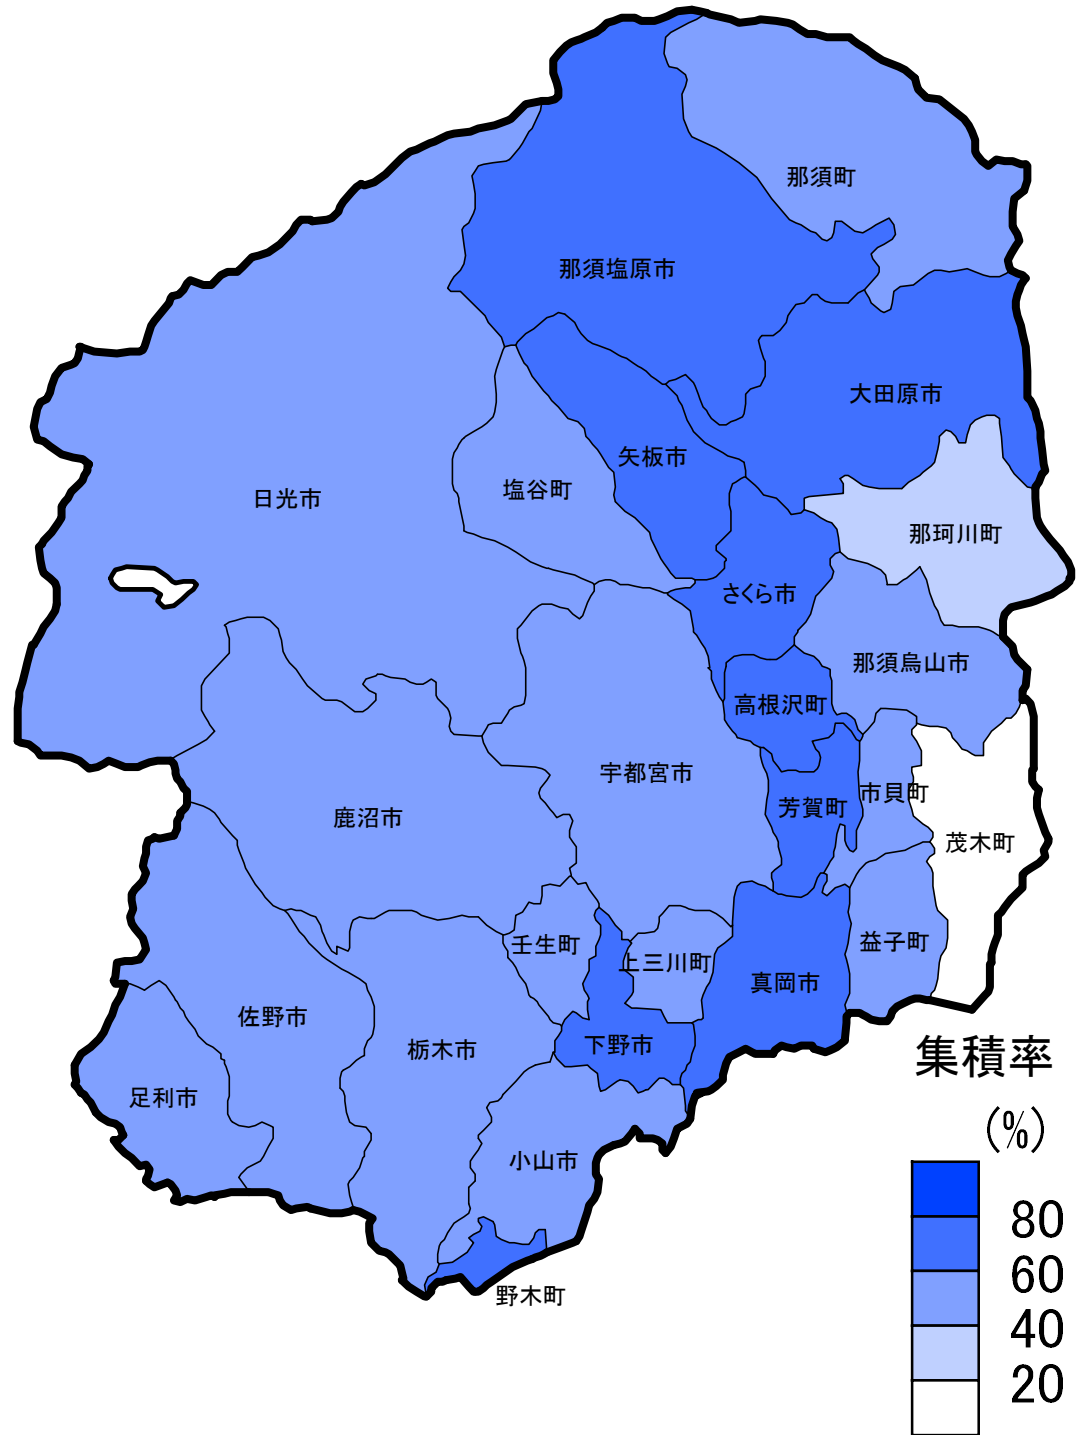 那須町
那須塩原市
大田原市
矢板市
塩谷町
日光市
那珂川町
さくら市
那須烏山市
高根沢町
宇都宮市
市貝町
芳賀町
鹿沼市
茂木町
益子町
壬生町
上三川町
真岡市
佐野市
下野市
栃木市
足利市
小山市
野木町
集積率
(%)
80
60
40
20